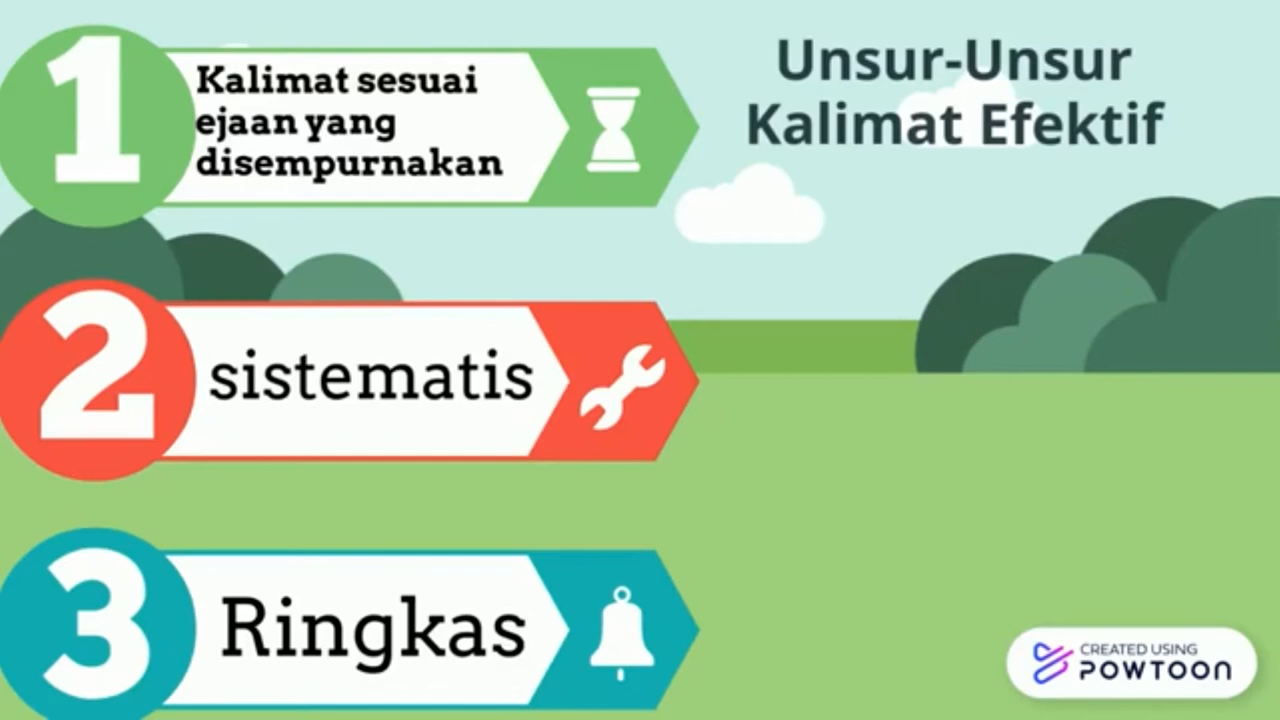 Unsur-Unsur
Kalimat Efektif
1
Kalimat sesuai
ejaan yang
disempurnakan
2
sistematis
3
Ringkas
CREATED USING
POWTOON